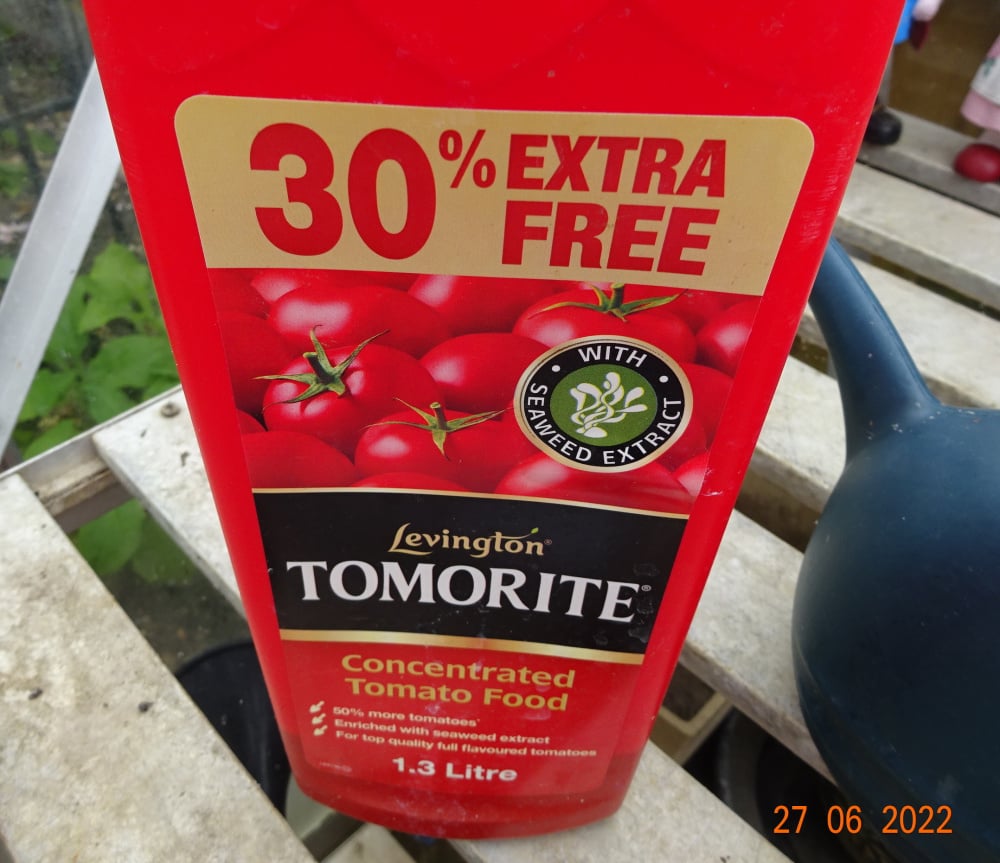 30% EXTRA
FREE
WITH
SEAWEED EXTRACT
Levington®
TOMORITE®
Concentrated
Tomato Food
50% more tomatoes*
Enriched with seaweed extract
For top quality full flavoured tomatoes
1.3 Litre
27 06 2022